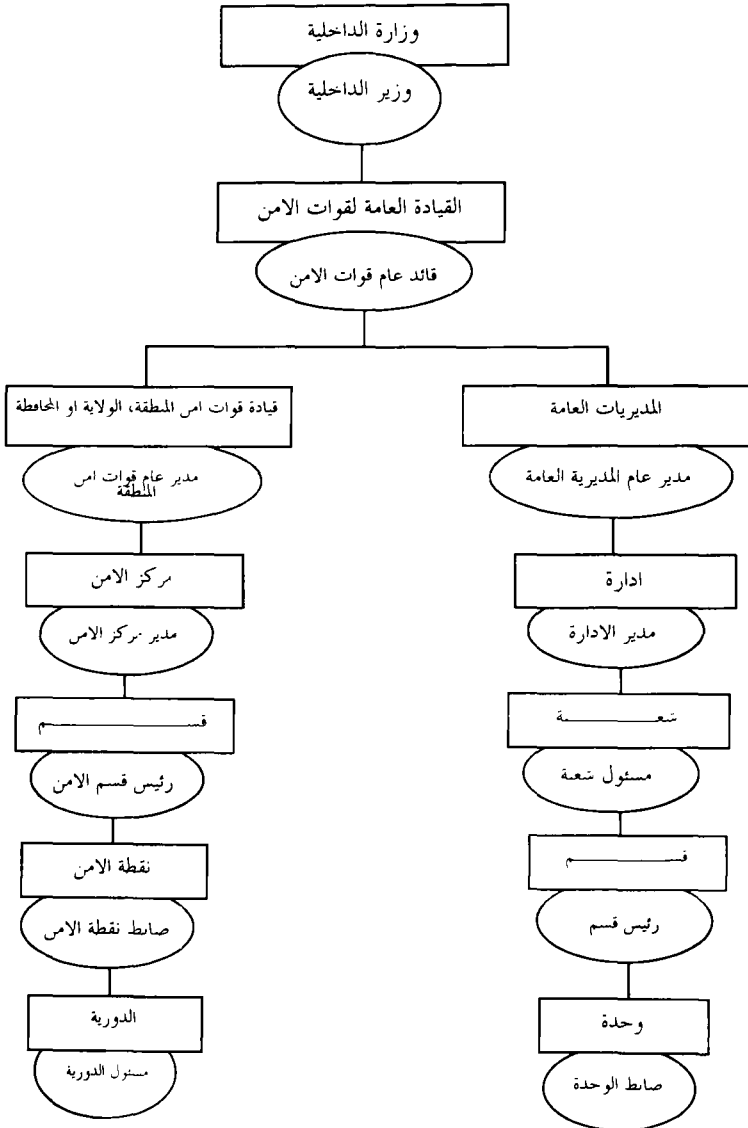 وزارة الداخلية
وزير الداخلية
القيادة العامة لقوات الامن
قائد عام قوات الامن
المديريات العامة
مدير عام المديرية العامة
ادارة
مدير الادارة
شعبة
مسئول شعبة
قسم
رئيس قسم
وحدة
ضابط الوحدة
قيادة قوات امن المنطقة، الولاية او المحافظة
مدير عام قوات امن
المنطقة
مركز الامن
مدير مركز الامن
قسم
رئيس قسم الامن
نقطة الامن
ضابط نقطة الامن
الدورية
مسئول الدورية